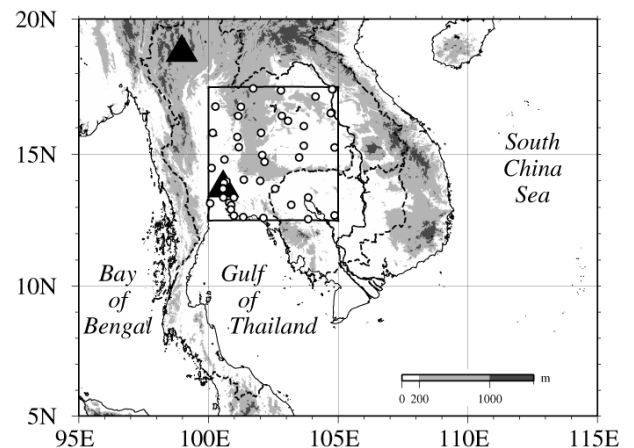 20N
15N
10N
5N
95E
100E
105E
110E
115E
South
China
Sea
Bay
of
Bengal
Gulf
of
Thailand
0 200 1000 m